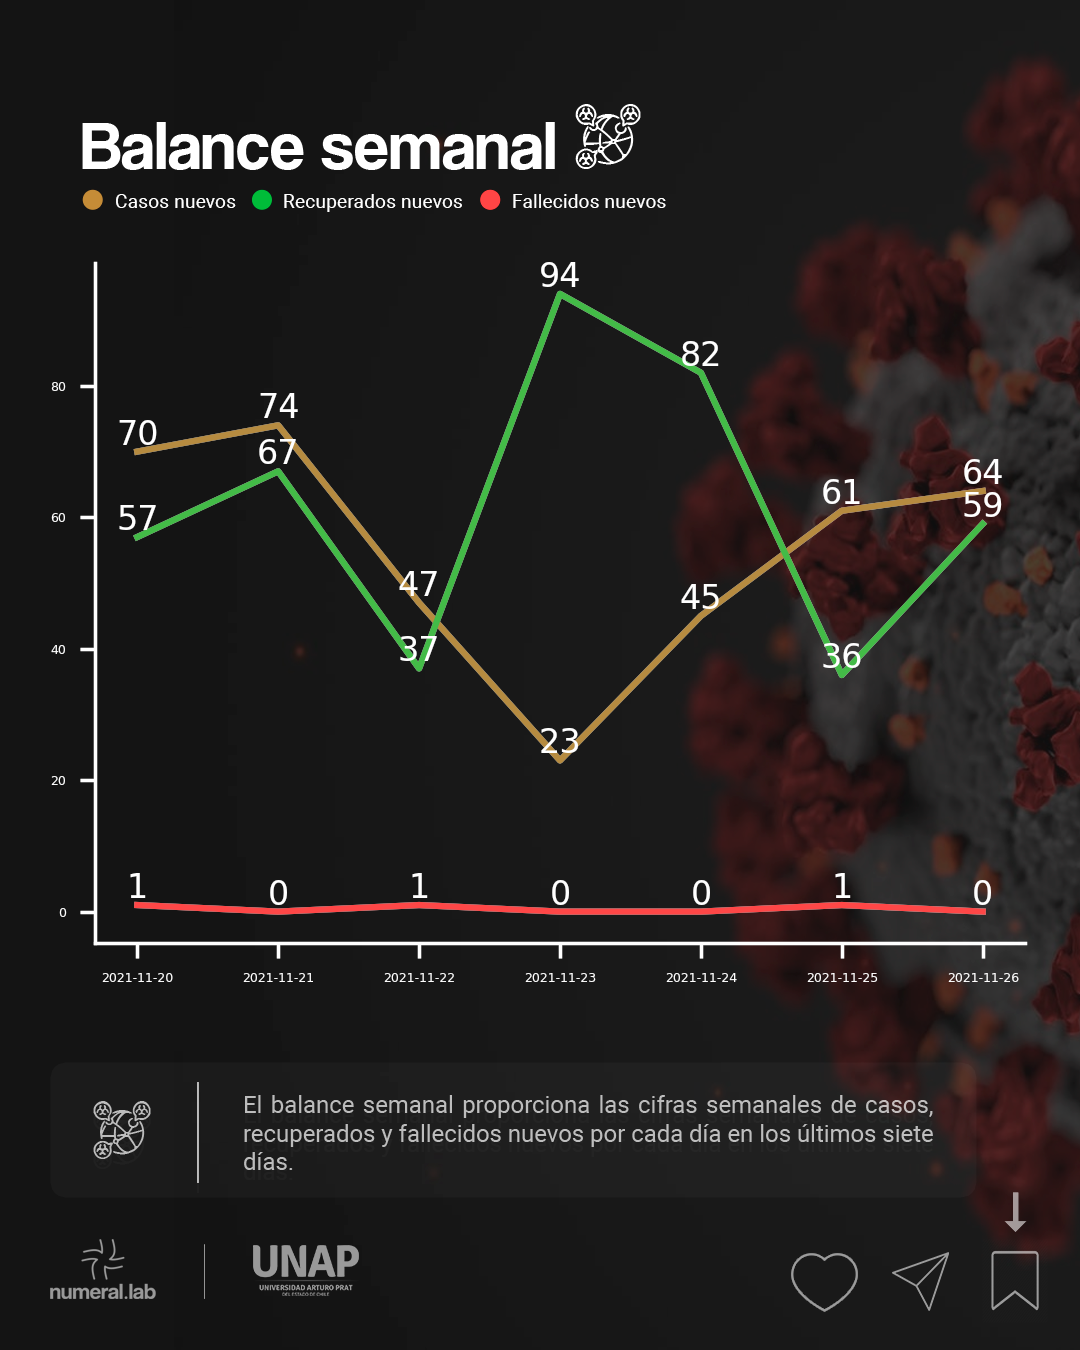 Balance semanal
Casos nuevos Recuperados nuevos Fallecidos nuevos
94
82
80
74
70
67
64
61
59
60
57
47
45
37
36
40
23
20
1 0 1 0 0 1 0
0
2021-11-20 2021-11-21 2021-11-22 2021-11-23 2021-11-24 2021-11-25 2021-11-26
El balance semanal proporciona las cifras semanales de casos,
recuperados y fallecidos nuevos por cada día en los últimos siete
días.
numeral.lab
UNAP
UNIVERSIDAD ARTURO PRAT
DEL ESTADO DE CHILE